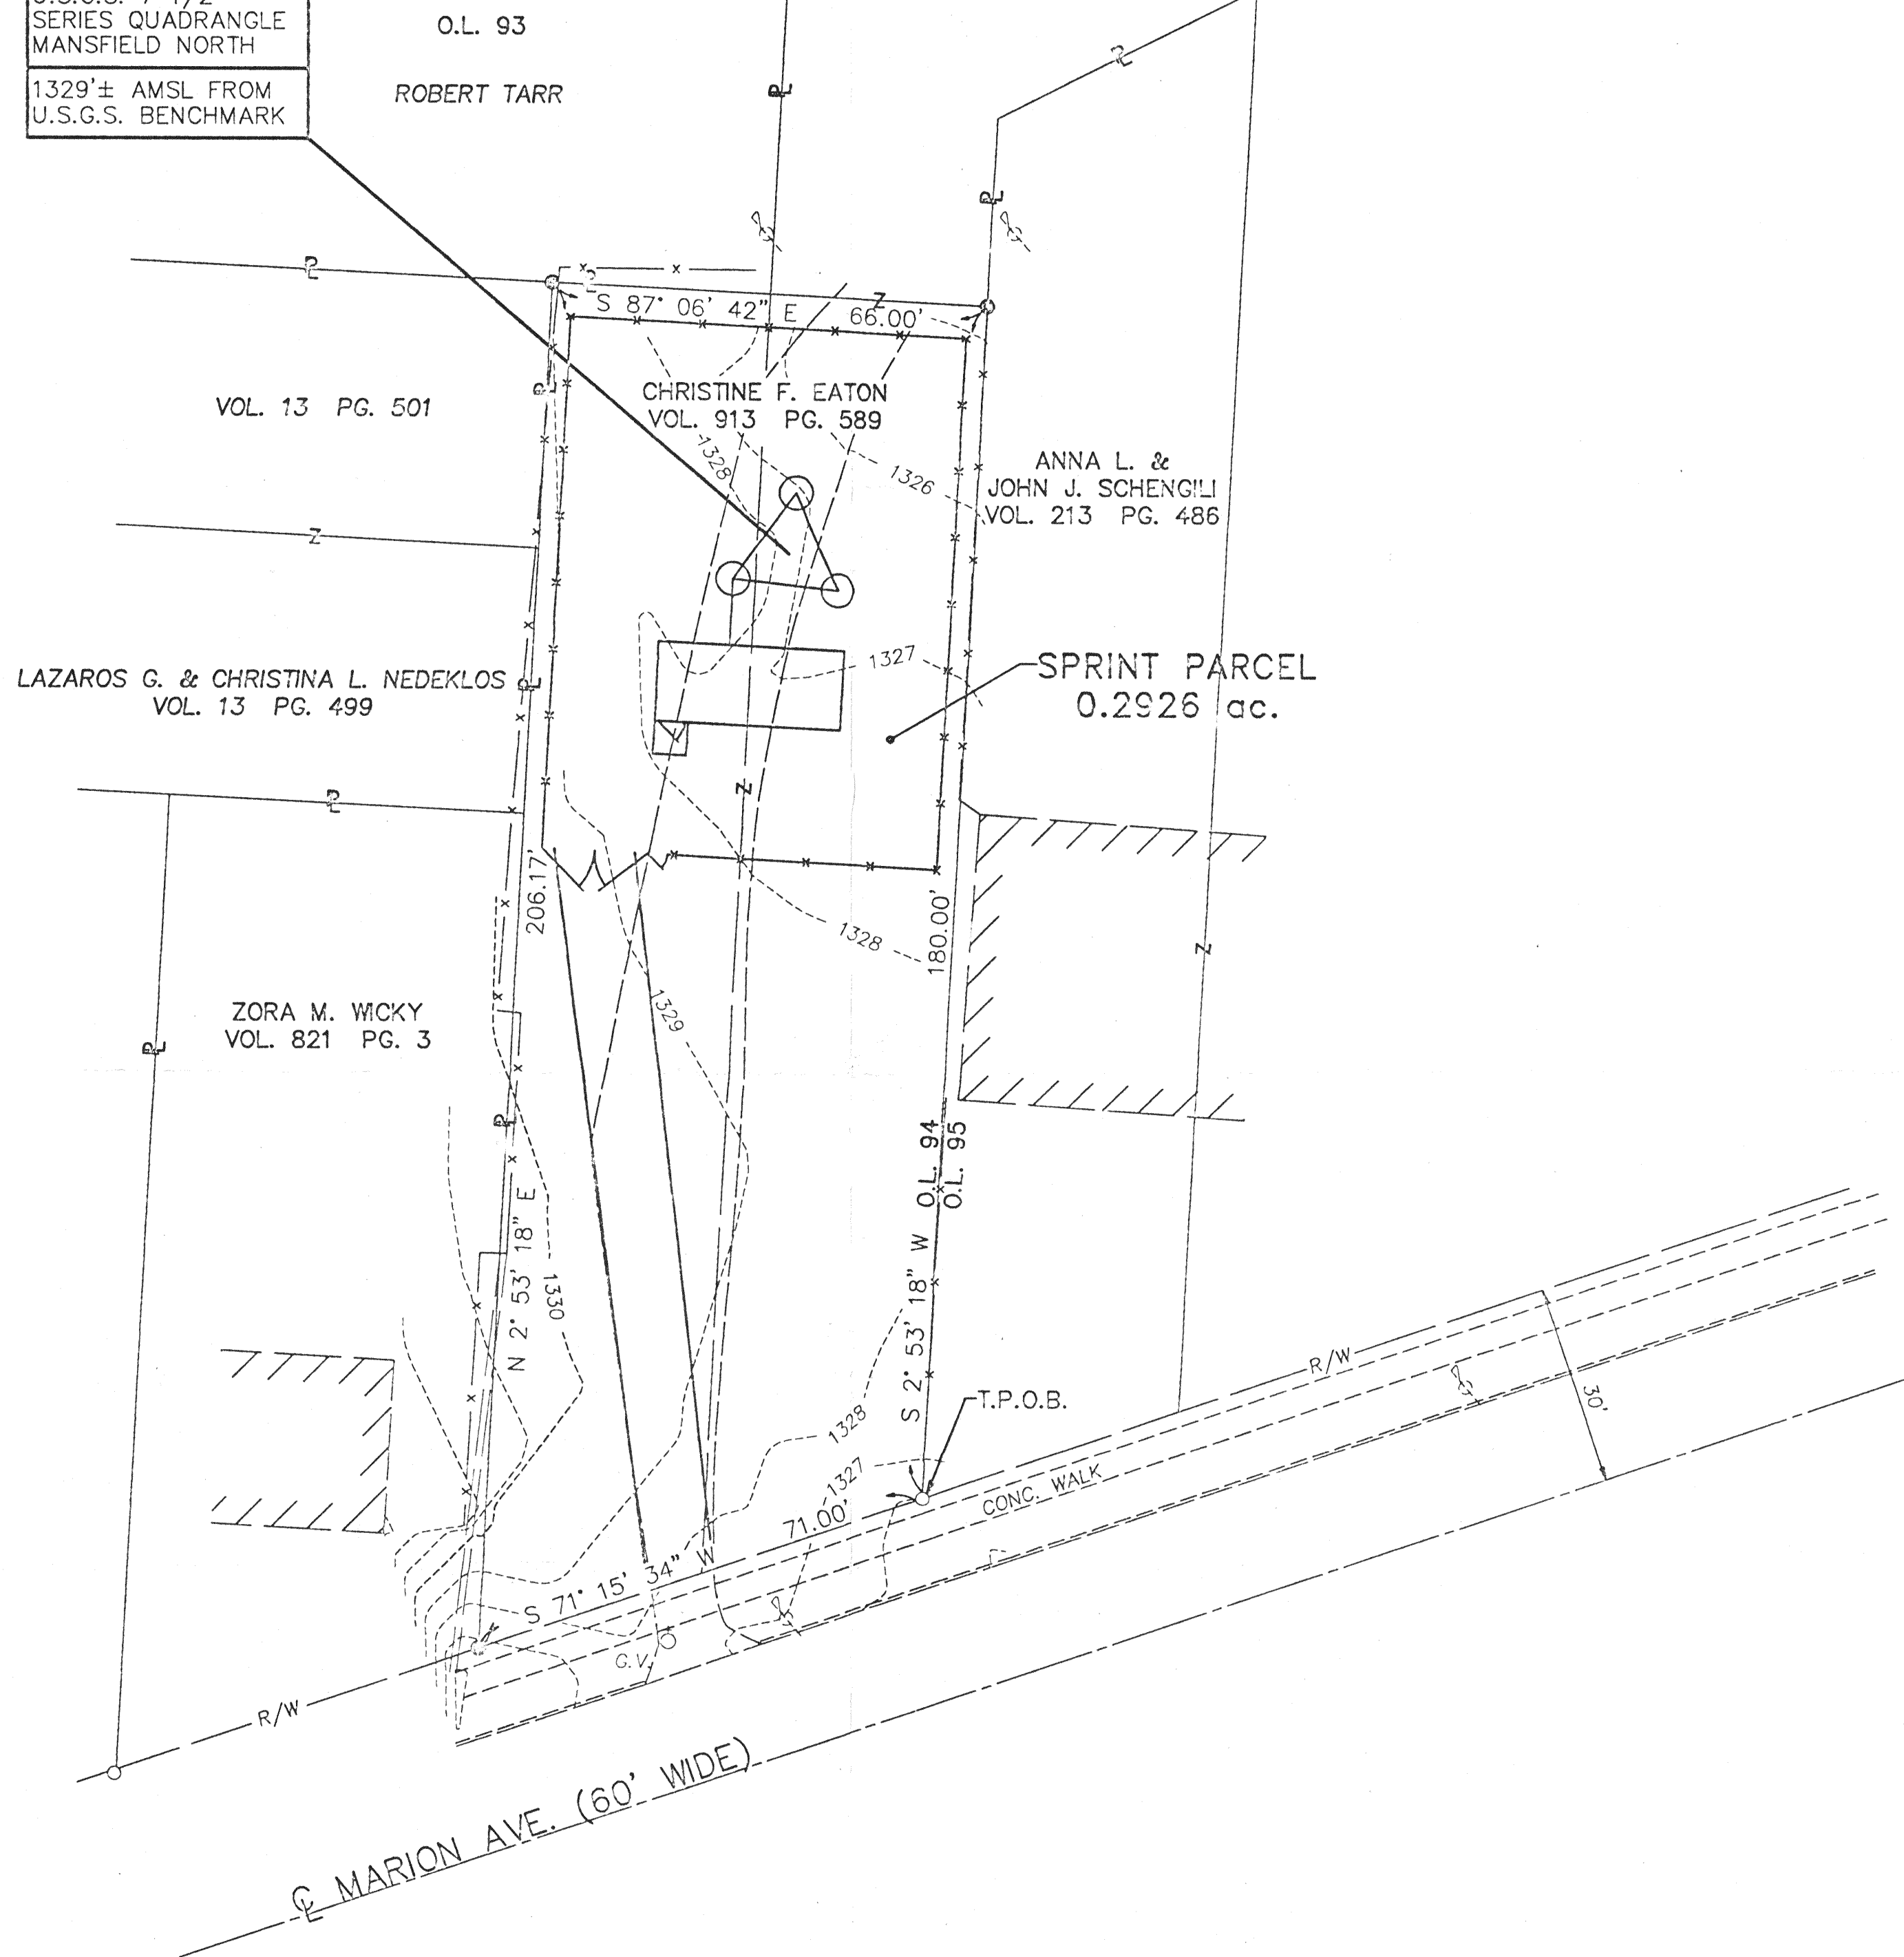 SERIES QUADRANGLE
MANSFIELD NORTH
1329'± AMSL FROM
U.S.G.S. BENCHMARK
O.L. 93
ROBERT TARR
S 87° 06' 42" E 66.00'
VOL. 13 PG. 501
CHRISTINE F. EATON
VOL. 913 PG. 589
1328
1326
ANNA L. &
JOHN J. SCHENGILI
VOL. 213 PG. 486
1327
SPRINT PARCEL
0.2926 ac.
LAZAROS G. & CHRISTINA L. NEDEKLOS
VOL. 13 PG. 499
206.17'
180.00'
1328
1329
ZORA M. WICKY
VOL. 821 PG. 3
O.L. 94
O.L. 95
N 2° 53' 18" E
1330
S 2° 53' 18" W
T.P.O.B.
1328
1327
R/W
30'
CONC. WALK
71.00'
S 71° 15' 34" W
G.V.
R/W
℄ MARION AVE. (60' WIDE)
Z
Z
Z
Z
℄